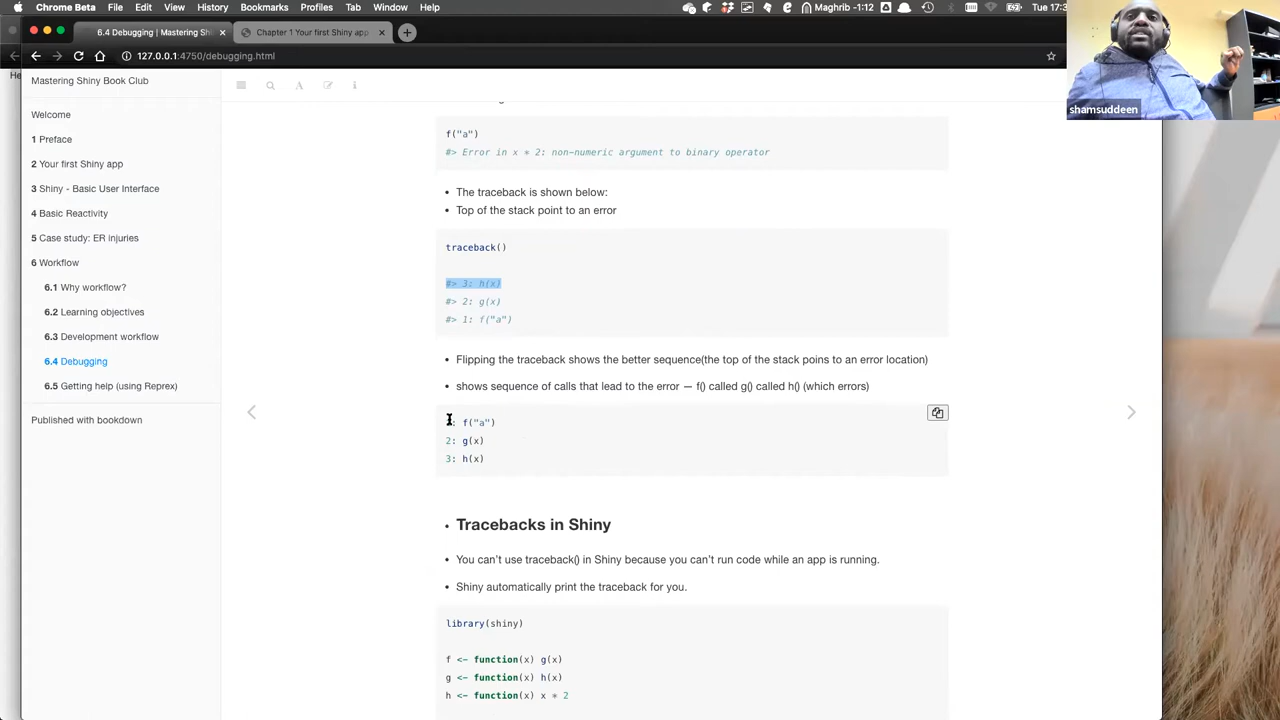 Chrome Beta File Edit View History Bookmarks Profiles Tab Window Help Maghrib -1:12 Tue 17:3
6.4 Debugging | Mastering Sh
Chapter 1 Your first Shiny app
127.0.0.1:4750/debugging.html
He
shamsuddeen
Mastering Shiny Book Club
Welcome
1 Preface
2 Your first Shiny app
3 Shiny - Basic User Interface
4 Basic Reactivity
5 Case study: ER injuries
6 Workflow
6.1 Why workflow?
6.2 Learning objectives
6.3 Development workflow
6.4 Debugging
6.5 Getting help (using Reprex)
Published with bookdown
f("a")
#> Error in x * 2: non-numeric argument to binary operator
• The traceback is shown below:
• Top of the stack point to an error
traceback()
#> 3: h(x)
#> 2: g(x)
#> 1: f("a")
• Flipping the traceback shows the better sequence(the top of the stack poins to an error location)
• shows sequence of calls that lead to the error — f() called g() called h() (which errors)
: f("a")
2: g(x)
3: h(x)
• Tracebacks in Shiny
• You can't use traceback() in Shiny because you can't run code while an app is running.
• Shiny automatically print the traceback for you.
library(shiny)
f <- function(x) g(x)
g <- function(x) h(x)
h <- function(x) x * 2